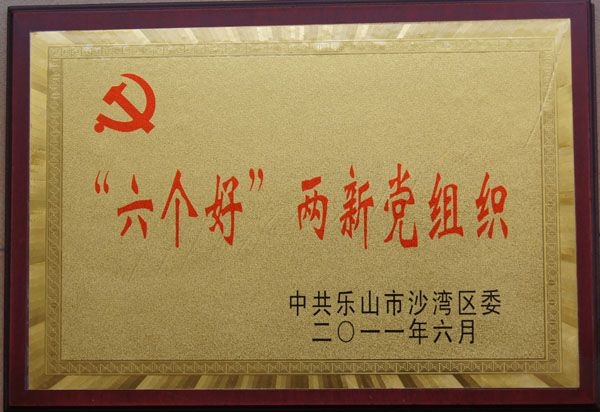 “六个好”两新党组织
中共乐山市沙湾区委
二〇一一年六月